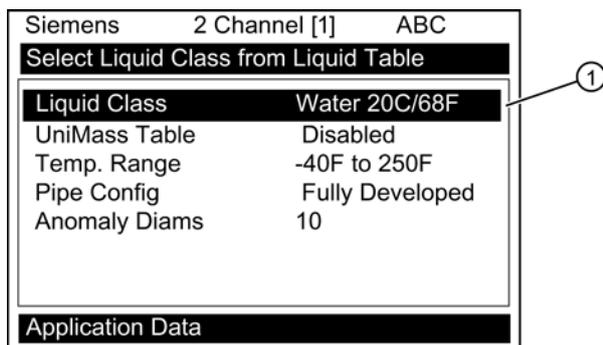 Siemens 2 Channel [1] ABC
Select Liquid Class from Liquid Table
1
Liquid Class Water 20C/68F
UniMass Table Disabled
Temp. Range -40F to 250F
Pipe Config Fully Developed
Anomaly Diams 10
Application Data